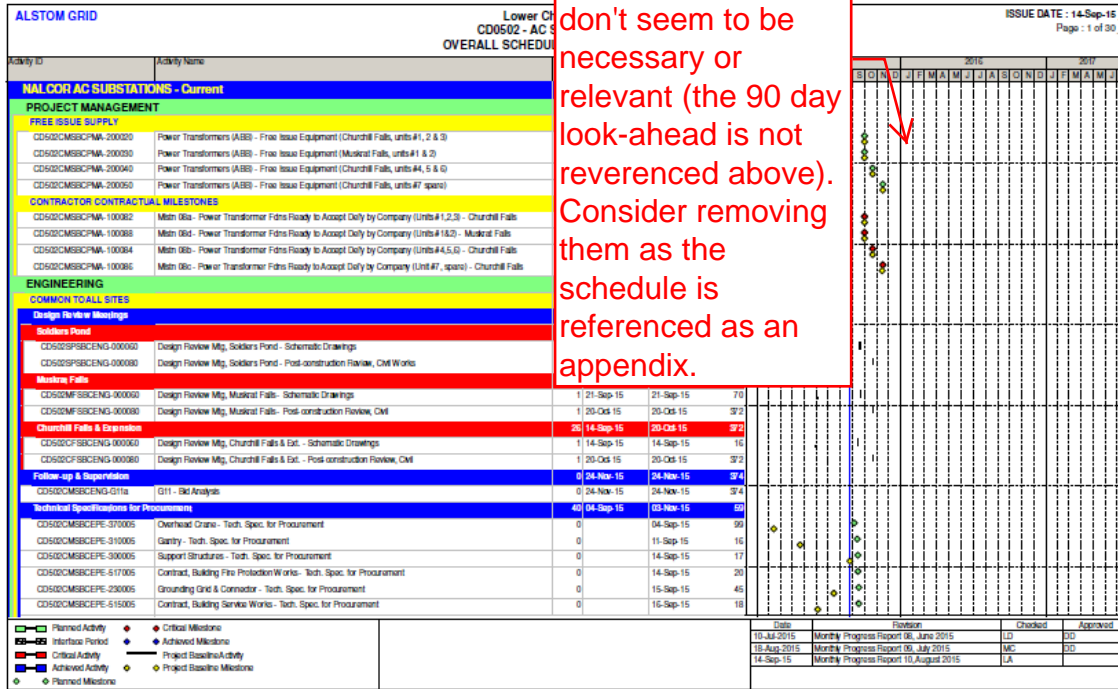 ALSTOM GRID
Lower Ch
CD0502 - AC S
OVERALL SCHEDU
ISSUE DATE : 14-Sep-15
Page : 1 of 30
don't seem to be
necessary or
relevant (the 90 day
look-ahead is not
reverenced above).
Consider removing
them as the
schedule is
referenced as an
appendix.
Activity ID Activity Name
2016 2017
S O N D J F M A M J J A S O N D J F M A M J
NALCOR AC SUBSTATIONS - Current
PROJECT MANAGEMENT
FREE ISSUE SUPPLY
CD502CMSBCPMA-200020 Power Transformers (ABB) - Free Issue Equipment (Churchill Falls, units #1, 2 & 3)
CD502CMSBCPMA-200030 Power Transformers (ABB) - Free Issue Equipment (Muskrat Falls, units #1 & 2)
CD502CMSBCPMA-200040 Power Transformers (ABB) - Free Issue Equipment (Churchill Falls, units #4, 5 & 6)
CD502CMSBCPMA-200050 Power Transformers (ABB) - Free Issue Equipment (Churchill Falls, units #7 spare)
CONTRACTOR CONTRACTUAL MILESTONES
CD502CMSBCPMA-100082 Mlstn 08a - Power Transformer Fdns Ready to Accept Delfy by Company (Units #1,2,3) - Churchill Falls
CD502CMSBCPMA-100088 Mlstn 08d - Power Transformer Fdns Ready to Accept Delfy by Company (Units #1&2) - Muskrat Falls
CD502CMSBCPMA-100084 Mlstn 08b - Power Transformer Fdns Ready to Accept Delfy by Company (Units #4,5,6) - Churchill Falls
CD502CMSBCPMA-100086 Mlstn 08c - Power Transformer Fdns Ready to Accept Delfy by Company (Unit #7, spare) - Churchill Falls
ENGINEERING
COMMON TO ALL SITES
Design Review Meetings
Soldiers Pond
CD502SPSBCENG-000060 Design Review Mtg, Soldiers Pond - Schematic Drawings
CD502SPSBCENG-000080 Design Review Mtg, Soldiers Pond - Post-construction Review, Civil Works
Muskrat Falls
CD502MFSBCENG-000060 Design Review Mtg, Muskrat Falls - Schematic Drawings 1 21-Sep-15 21-Sep-15 70
CD502MFSBCENG-000080 Design Review Mtg, Muskrat Falls - Post-construction Review, Civil 1 20-Oct-15 20-Oct-15 372
Churchill Falls & Expansion 26 14-Sep-15 20-Oct-15 372
CD502CFSBCENG-000060 Design Review Mtg, Churchill Falls & Ext. - Schematic Drawings 1 14-Sep-15 14-Sep-15 16
CD502CFSBCENG-000080 Design Review Mtg, Churchill Falls & Ext. - Post-construction Review, Civil 1 20-Oct-15 20-Oct-15 372
Follow-up & Supervision 0 24-Nov-15 24-Nov-15 374
CD502CMSBCENG-G11a G11 - Bid Analysis 0 24-Nov-15 24-Nov-15 374
Technical Specifications for Procurement 40 04-Sep-15 03-Nov-15 59
CD502CMSBCEPE-370005 Overhead Crane - Tech. Spec. for Procurement 0 04-Sep-15 99
CD502CMSBCEPE-310005 Gantry - Tech. Spec. for Procurement 0 11-Sep-15 16
CD502CMSBCEPE-300005 Support Structures - Tech. Spec. for Procurement 0 14-Sep-15 17
CD502CMSBCEPE-517005 Contract, Building Fire Protection Works - Tech. Spec. for Procurement 0 14-Sep-15 20
CD502CMSBCEPE-230005 Grounding Grid & Connector - Tech. Spec. for Procurement 0 15-Sep-15 45
CD502CMSBCEPE-515005 Contract, Building Service Works - Tech. Spec. for Procurement 0 16-Sep-15 18
Planned Activity Critical Milestone
Interface Period Achieved Milestone
Critical Activity Project Baseline Activity
Achieved Activity Project Baseline Milestone
Planned Milestone
Date Revision Checked Approved
10-Jul-2015 Monthly Progress Report 08, June 2015 LD DD
18-Aug-2015 Monthly Progress Report 09, July 2015 MC DD
14-Sep-15 Monthly Progress Report 10, August 2015 LA